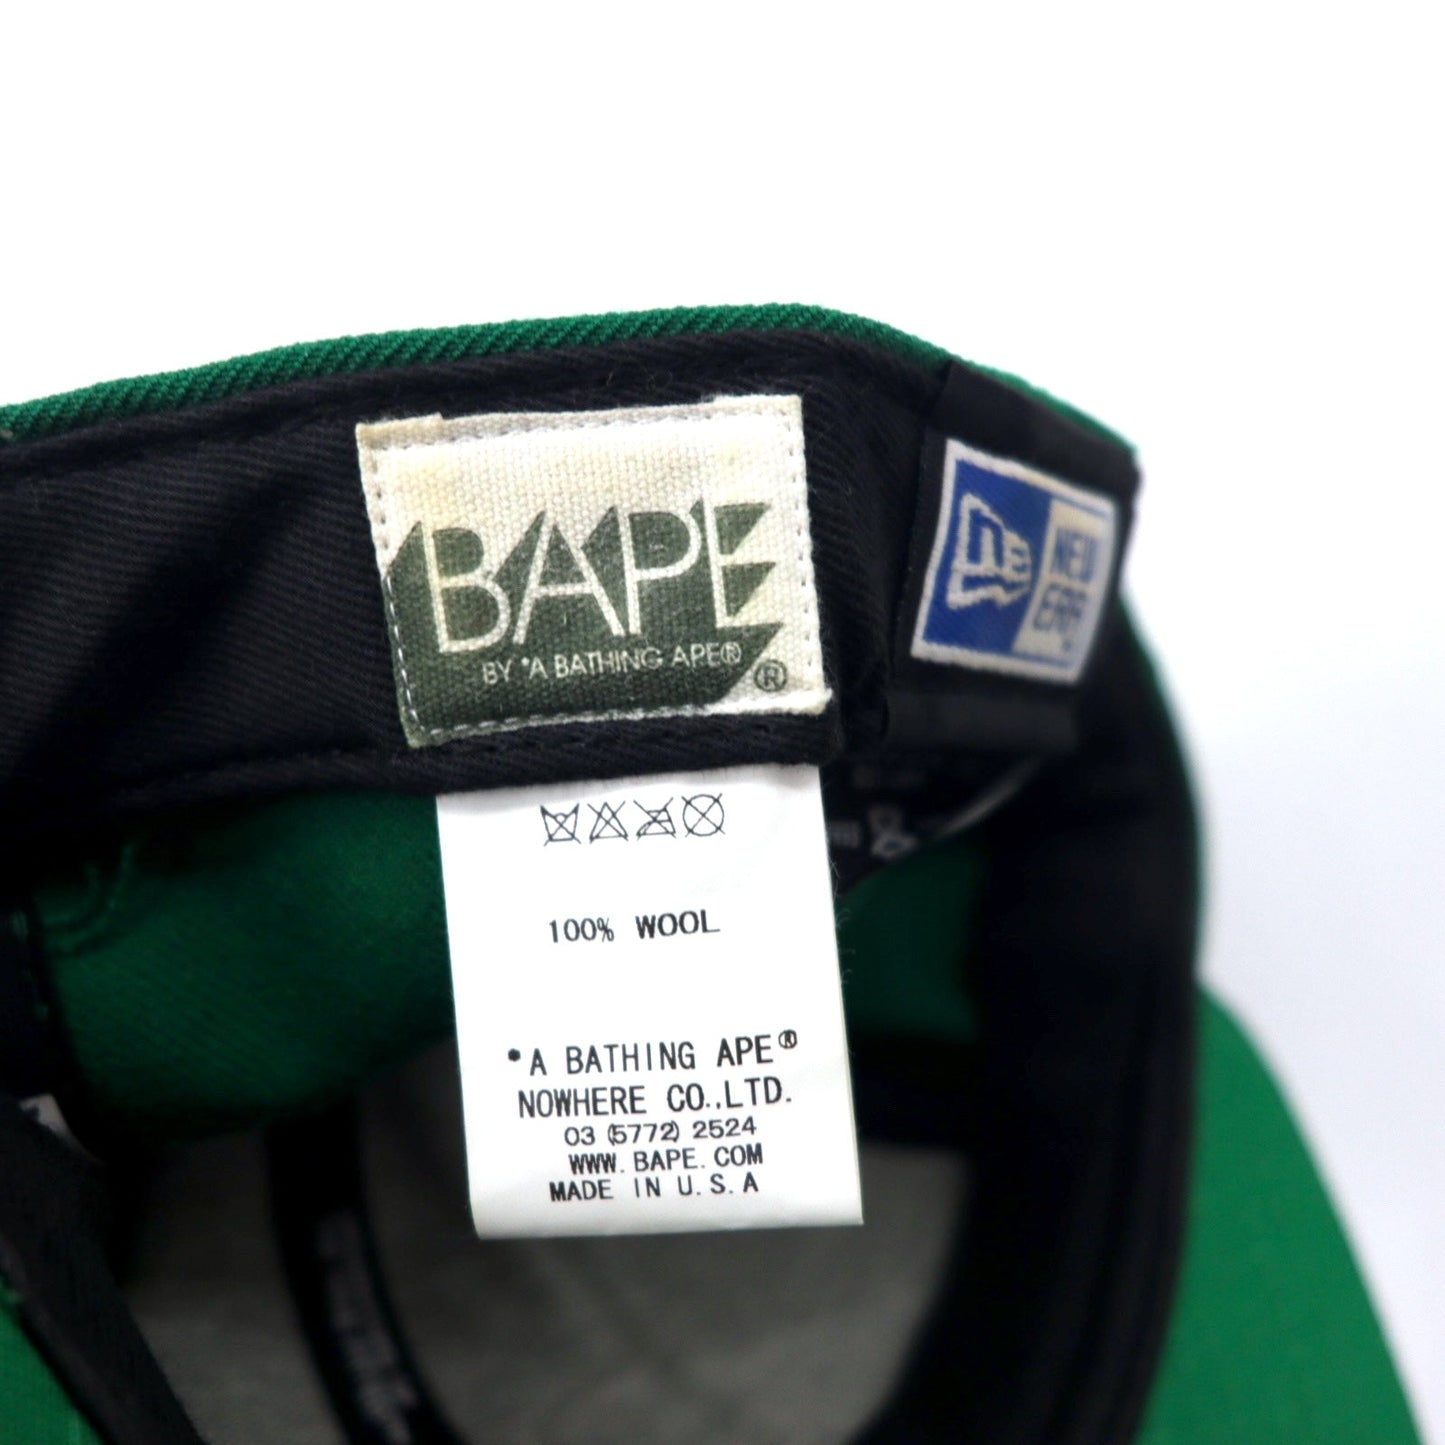 BAPE
BY *A BATHING APE®
®
NE
NEW
ERA
100% WOOL
*A BATHING APE®
NOWHERE CO.,LTD.
03 (5772) 2524
WWW. BAPE. COM
MADE IN U. S. A